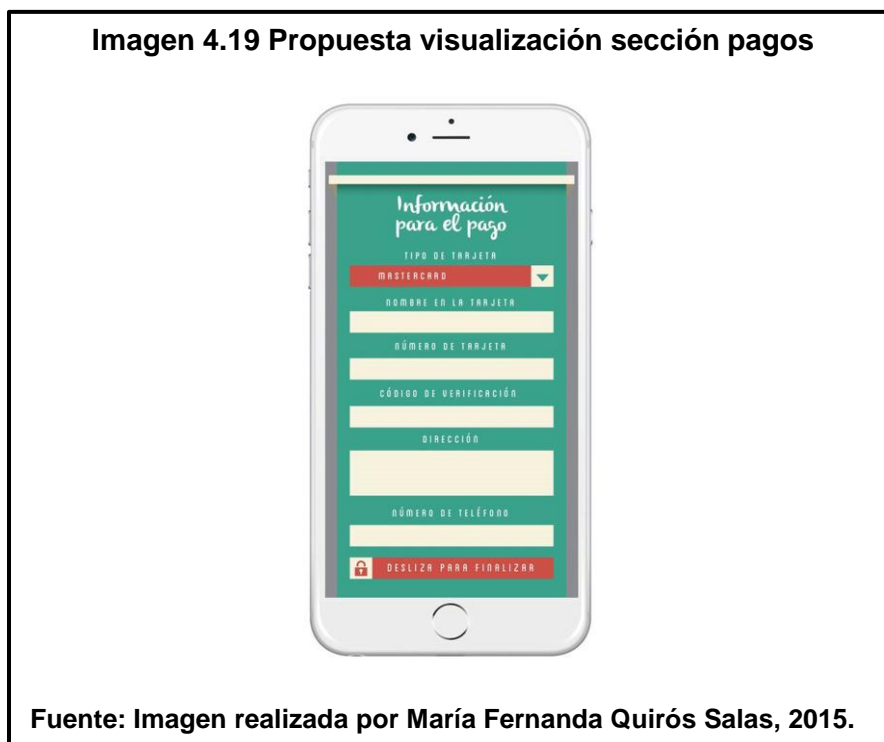 Imagen 4.19 Propuesta visualización sección pagos
Información
para el pago
TIPO DE TARJETA
MASTERCARD
NOMBRE EN LA TARJETA
NÚMERO DE TARJETA
CÓDIGO DE VERIFICACIÓN
DIRECCIÓN
NÚMERO DE TELÉFONO
DESLIZA PARA FINALIZAR
Fuente: Imagen realizada por María Fernanda Quirós Salas, 2015.